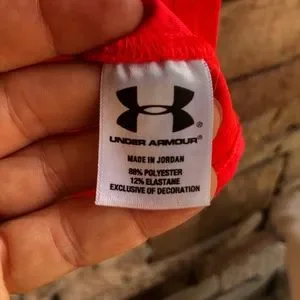 UNDER ARMOUR®
MADE IN JORDAN
88% POLYESTER
12% ELASTANE
EXCLUSIVE OF DECORATION